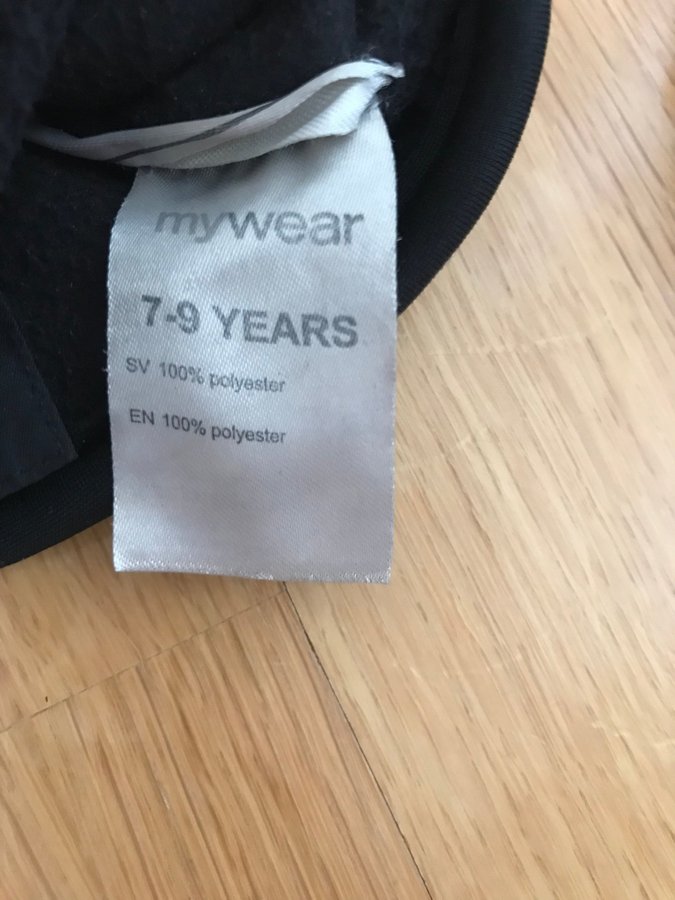 mywear
7-9 YEARS
SV 100% polyester
EN 100% polyester